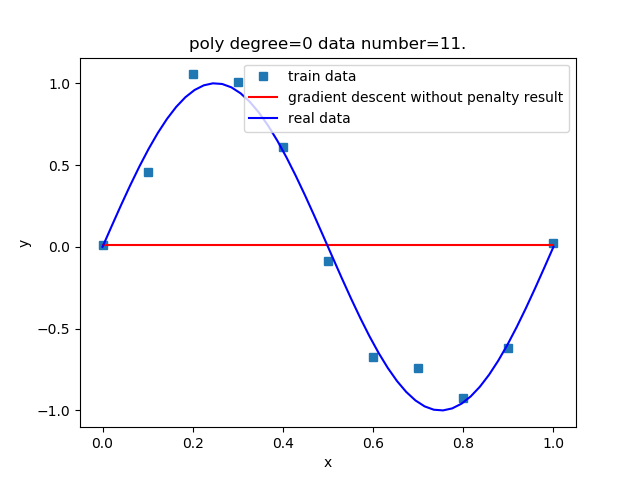 poly degree=0 data number=11.
train data
gradient descent without penalty result
real data
1.0
0.5
0.0
−0.5
−1.0
y
0.0 0.2 0.4 0.6 0.8 1.0
x